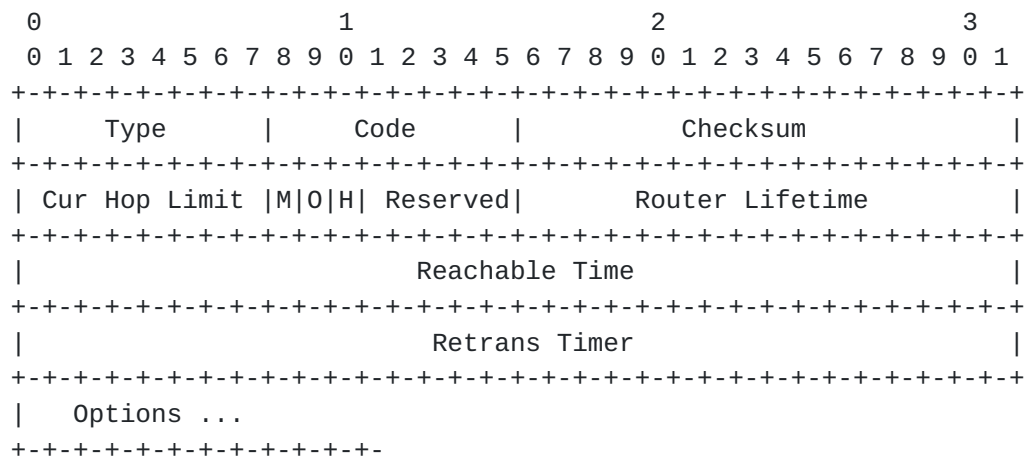 0                   1                   2                   3
 0 1 2 3 4 5 6 7 8 9 0 1 2 3 4 5 6 7 8 9 0 1 2 3 4 5 6 7 8 9 0 1
+-+-+-+-+-+-+-+-+-+-+-+-+-+-+-+-+-+-+-+-+-+-+-+-+-+-+-+-+-+-+-+-+
|     Type      |     Code      |          Checksum             |
+-+-+-+-+-+-+-+-+-+-+-+-+-+-+-+-+-+-+-+-+-+-+-+-+-+-+-+-+-+-+-+-+
| Cur Hop Limit |M|O|H| Reserved|       Router Lifetime         |
+-+-+-+-+-+-+-+-+-+-+-+-+-+-+-+-+-+-+-+-+-+-+-+-+-+-+-+-+-+-+-+-+
|                         Reachable Time                        |
+-+-+-+-+-+-+-+-+-+-+-+-+-+-+-+-+-+-+-+-+-+-+-+-+-+-+-+-+-+-+-+-+
|                          Retrans Timer                        |
+-+-+-+-+-+-+-+-+-+-+-+-+-+-+-+-+-+-+-+-+-+-+-+-+-+-+-+-+-+-+-+-+
|   Options ...
+-+-+-+-+-+-+-+-+-+-+-+-